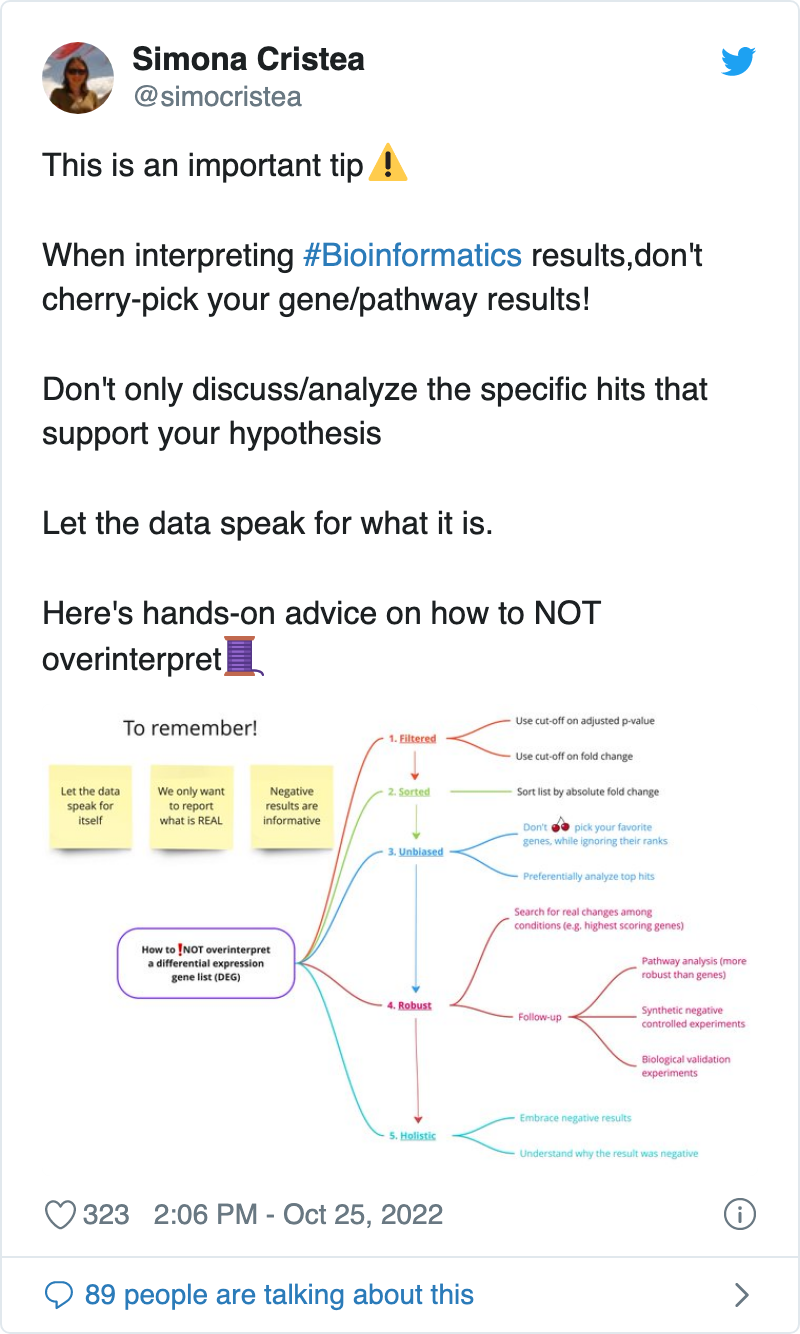 Simona Cristea
@simocristea
This is an important tip⚠️
When interpreting #Bioinformatics results,don't
cherry-pick your gene/pathway results!
Don't only discuss/analyze the specific hits that
support your hypothesis
Let the data speak for what it is.
Here's hands-on advice on how to NOT
overinterpret🧵
To remember!
Let the data
speak for
itself
We only want
to report
what is REAL
Negative
results are
informative
How to ❗NOT overinterpret
a differential expression
gene list (DEG)
1. Filtered
Use cut-off on adjusted p-value
Use cut-off on fold change
2. Sorted
Sort list by absolute fold change
3. Unbiased
Don't 🍒 pick your favorite
genes, while ignoring their ranks
Preferentially analyze top hits
4. Robust
Search for real changes among
conditions (e.g. highest scoring genes)
Follow-up
Pathway analysis (more
robust than genes)
Synthetic negative
controlled experiments
Biological validation
experiments
5. Holistic
Embrace negative results
Understand why the result was negative
323 2:06 PM - Oct 25, 2022
89 people are talking about this